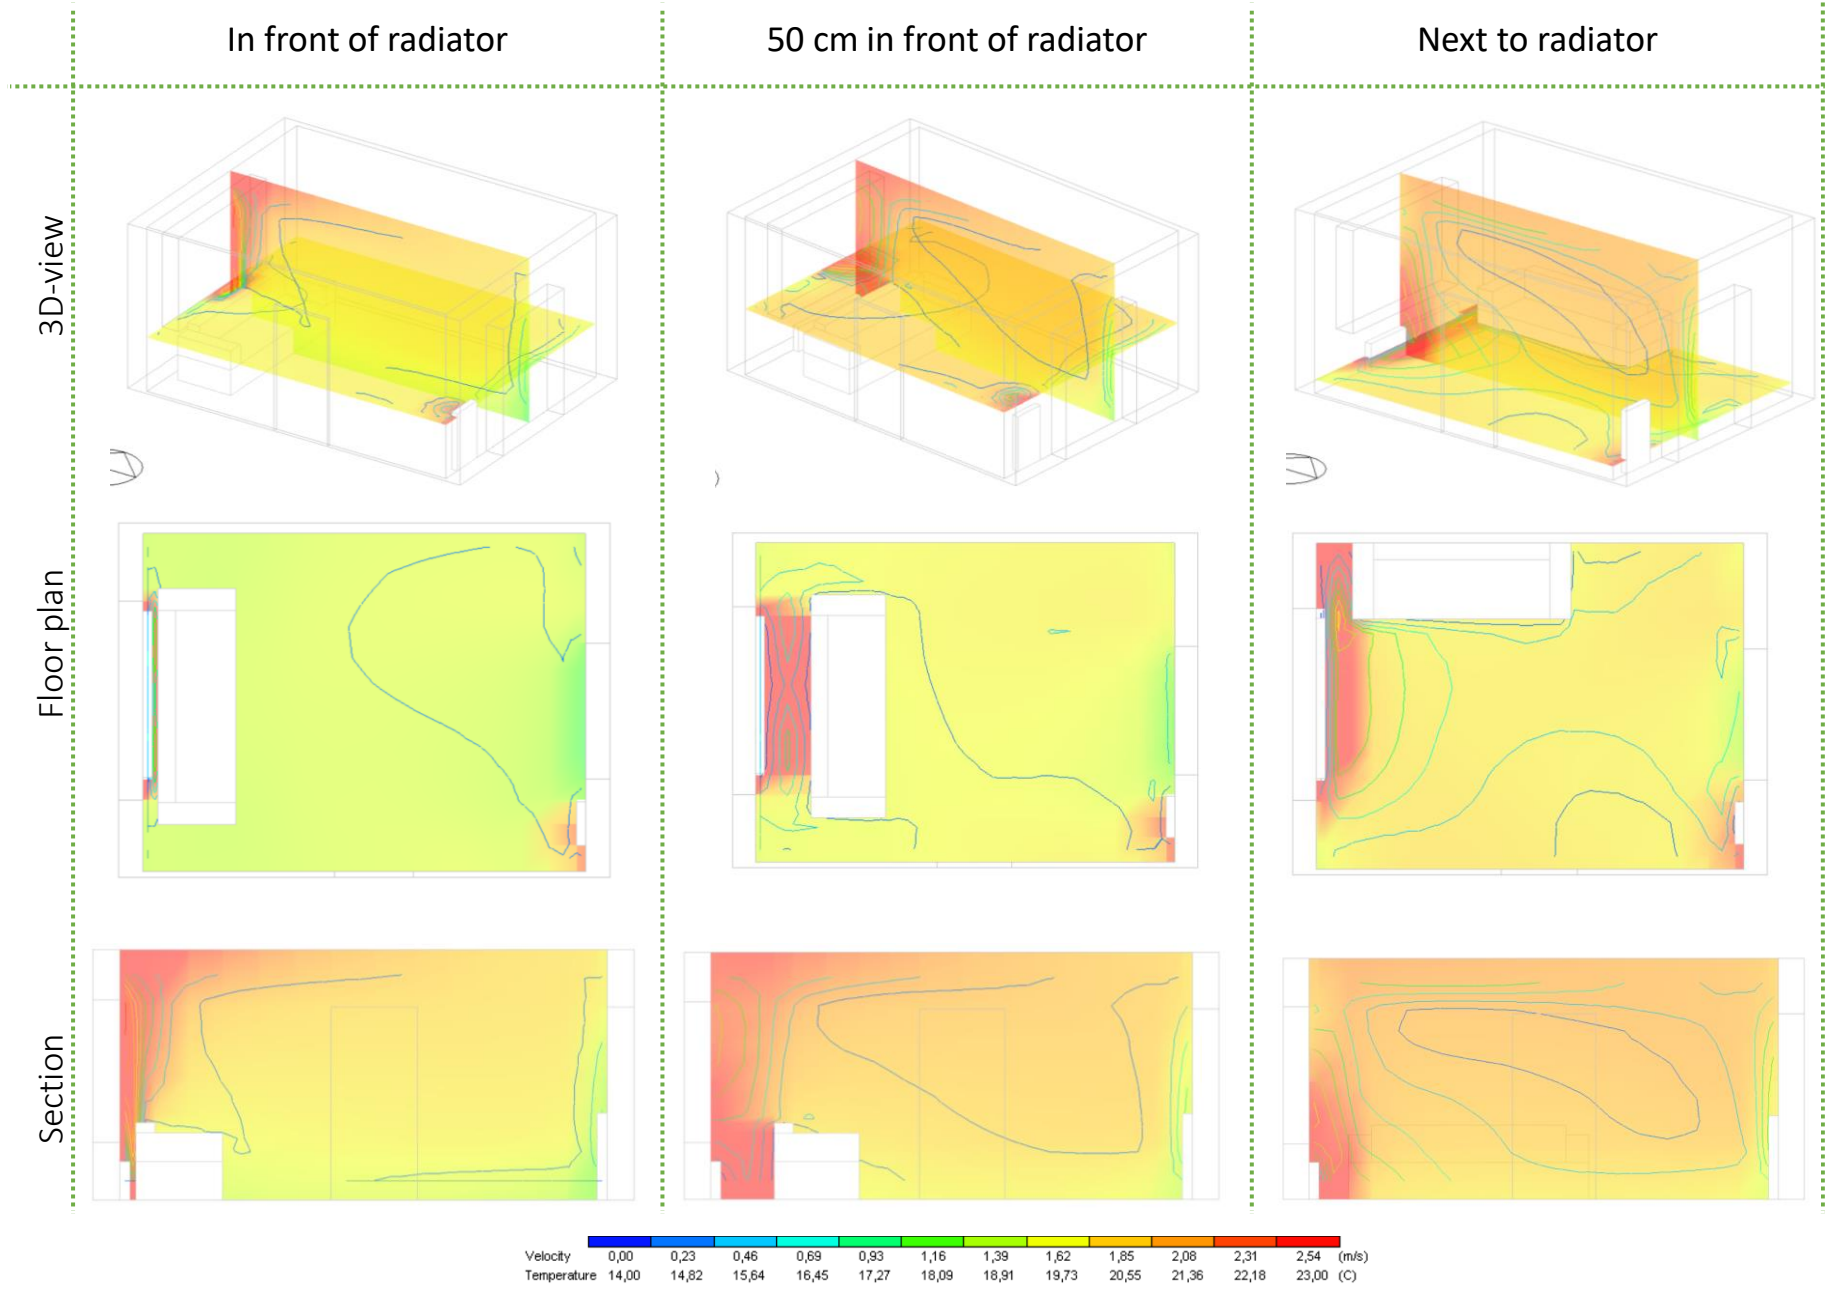 In front of radiator
50 cm in front of radiator
Next to radiator
3D-view
Floor plan
Section
Velocity 0,00 0,23 0,46 0,69 0,93 1,16 1,39 1,62 1,85 2,08 2,31 2,54 (m/s)
Temperature 14,00 14,82 15,64 16,45 17,27 18,09 18,91 19,73 20,55 21,36 22,18 23,00 (C)